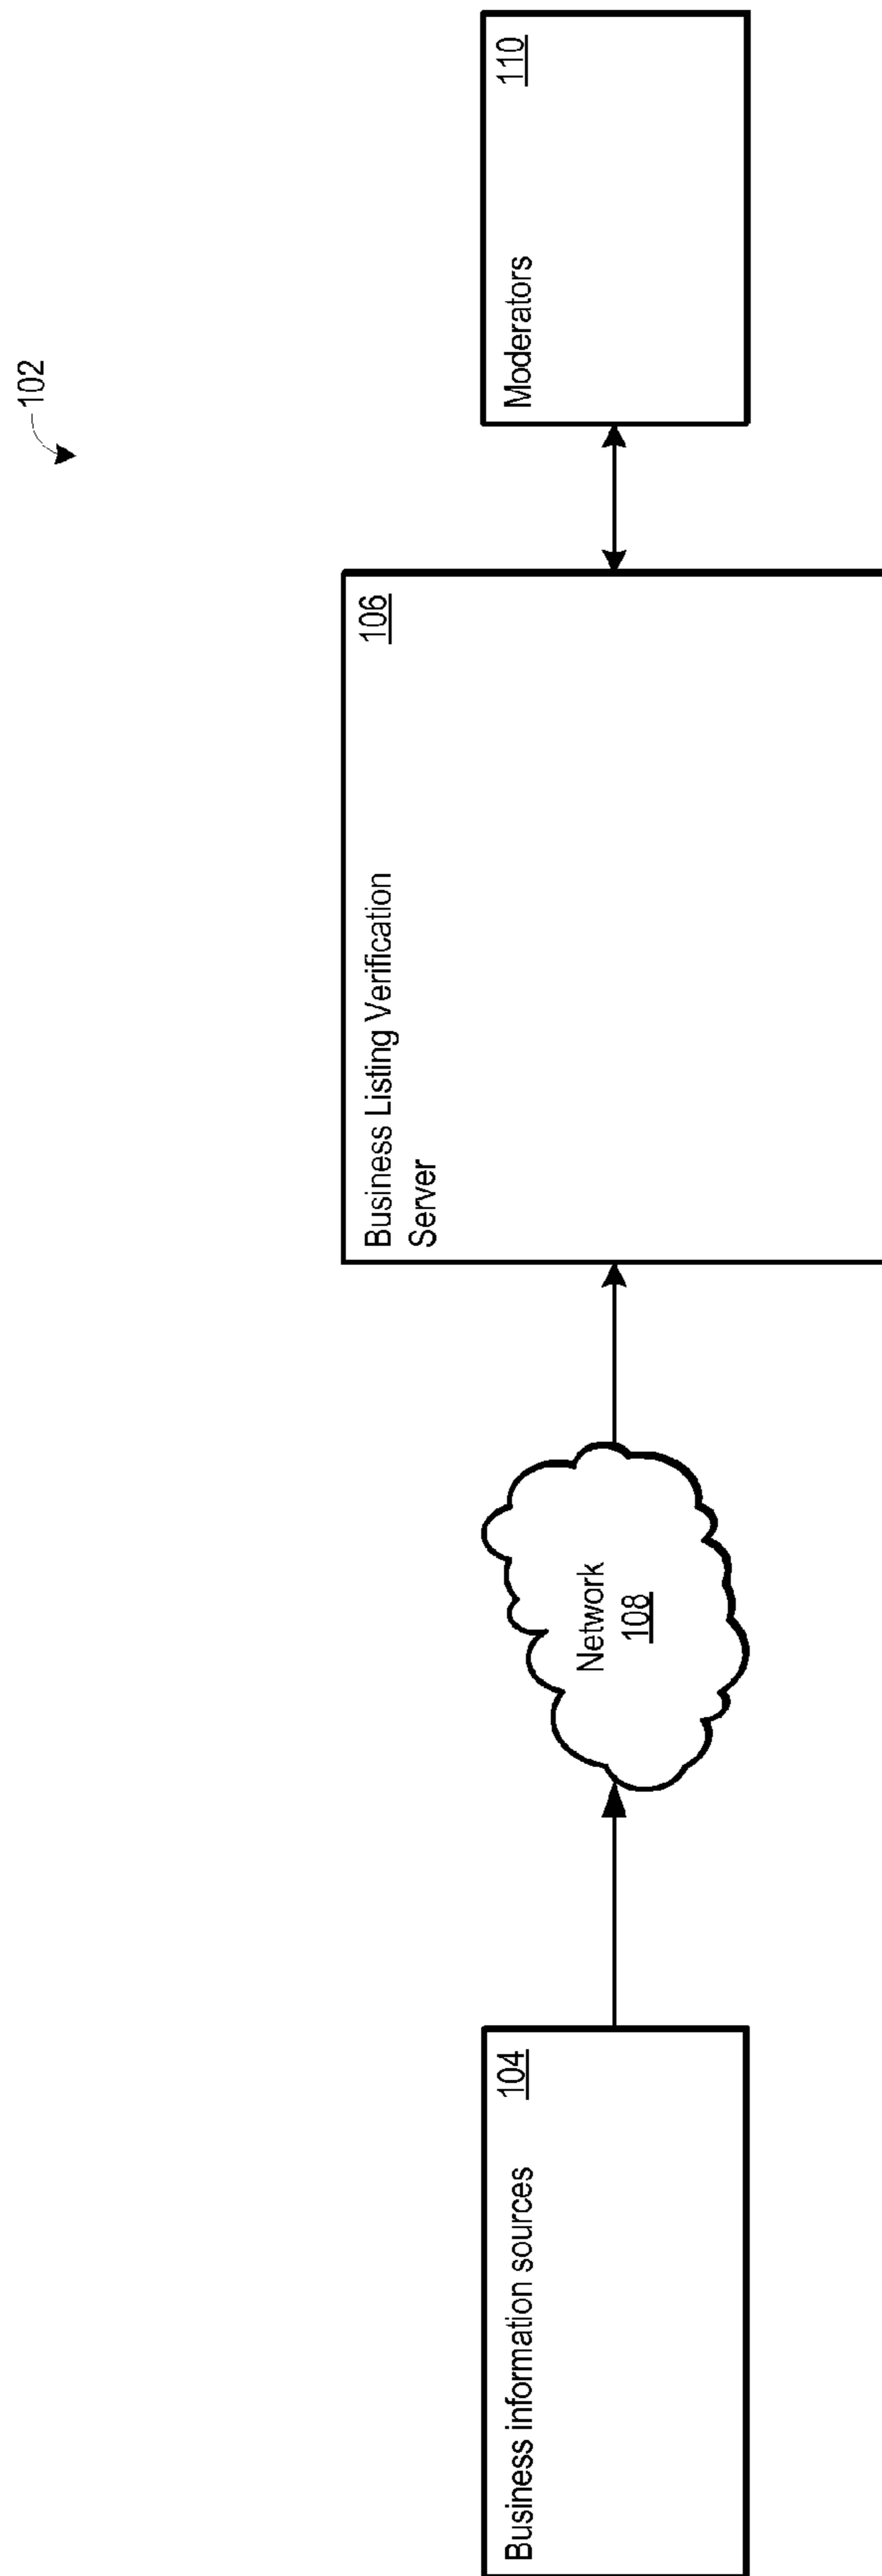 102
Business information sources
104
Network
108
Business Listing Verification
Server
106
Moderators
110